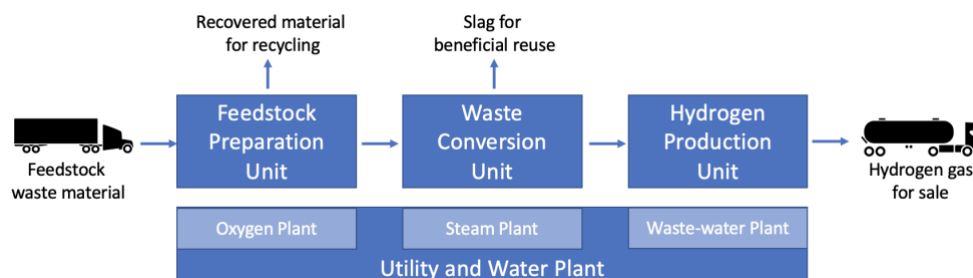 Recovered material
for recycling
Slag for
beneficial reuse
Feedstock
waste material
Feedstock
Preparation
Unit
Waste
Conversion
Unit
Hydrogen
Production
Unit
Hydrogen gas
for sale
Oxygen Plant
Steam Plant
Waste-water Plant
Utility and Water Plant